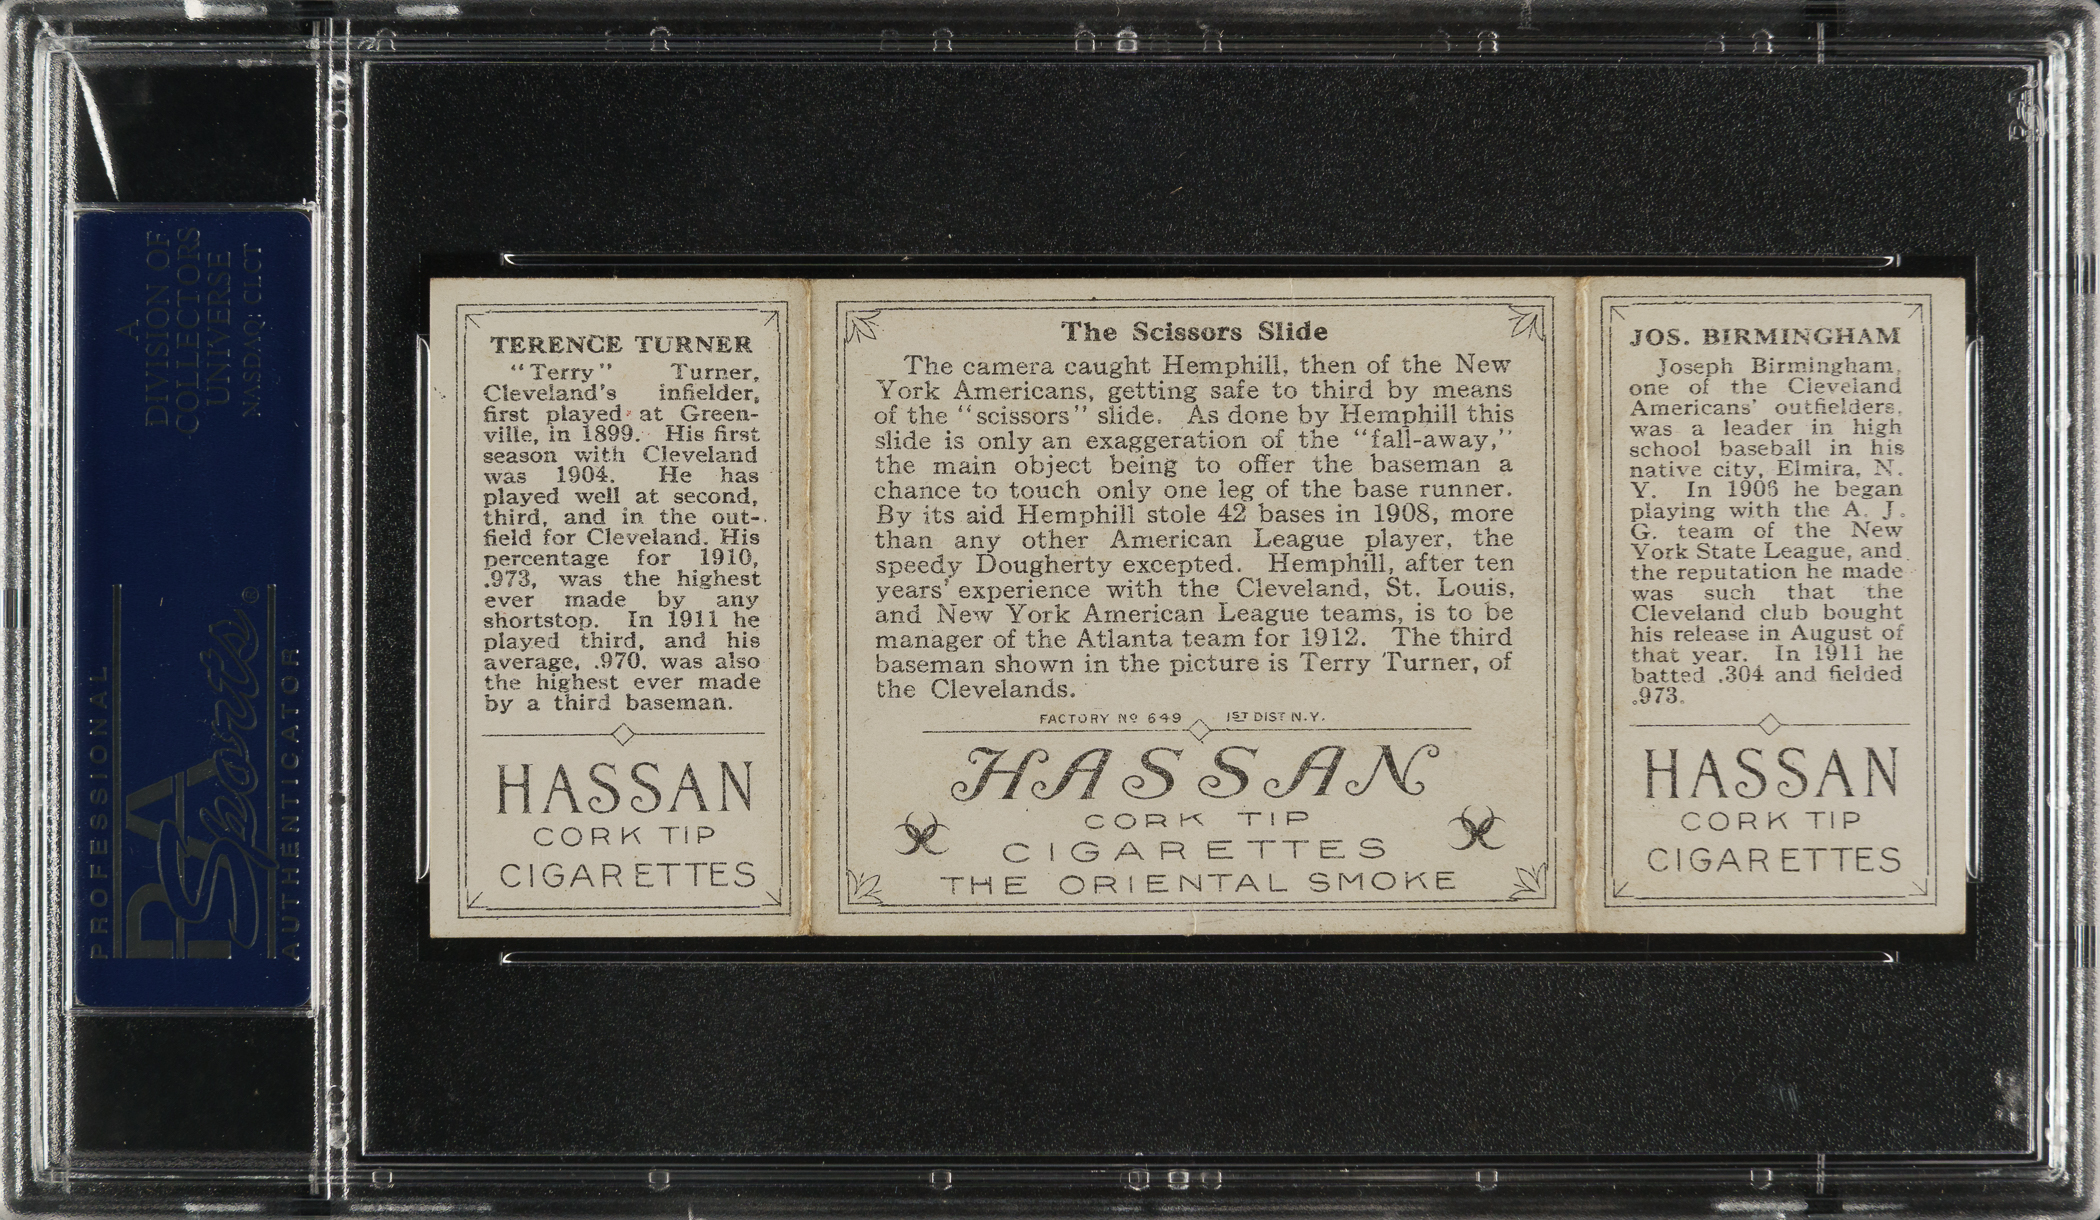 A
DIVISION OF
COLLECTORS
UNIVERSE
NASDAQ: CLCT
PROFESSIONAL
PSA
Sports®
AUTHENTICATOR
TERENCE TURNER
"Terry" Turner,
Cleveland's infielder,
first played at Green-
ville, in 1899. His first
season with Cleveland
was 1904. He has
played well at second,
third, and in the out-
field for Cleveland. His
percentage for 1910,
.973, was the highest
ever made by any
shortstop. In 1911 he
played third, and his
average, .970, was also
the highest ever made
by a third baseman.
HASSAN
CORK TIP
CIGARETTES
The Scissors Slide
The camera caught Hemphill, then of the New
York Americans, getting safe to third by means
of the "scissors" slide. As done by Hemphill this
slide is only an exaggeration of the "fall-away,"
the main object being to offer the baseman a
chance to touch only one leg of the base runner.
By its aid Hemphill stole 42 bases in 1908, more
than any other American League player, the
speedy Dougherty excepted. Hemphill, after ten
years' experience with the Cleveland, St. Louis,
and New York American League teams, is to be
manager of the Atlanta team for 1912. The third
baseman shown in the picture is Terry Turner, of
the Clevelands.
FACTORY Nº 649 1ST DIST N.Y.
HASSAN
CORK TIP
CIGARETTES
THE ORIENTAL SMOKE
JOS. BIRMINGHAM
Joseph Birmingham,
one of the Cleveland
Americans' outfielders,
was a leader in high
school baseball in his
native city, Elmira, N.
Y. In 1906 he began
playing with the A. J.
G. team of the New
York State League, and
the reputation he made
was such that the
Cleveland club bought
his release in August of
that year. In 1911 he
batted .304 and fielded
.973.
HASSAN
CORK TIP
CIGARETTES